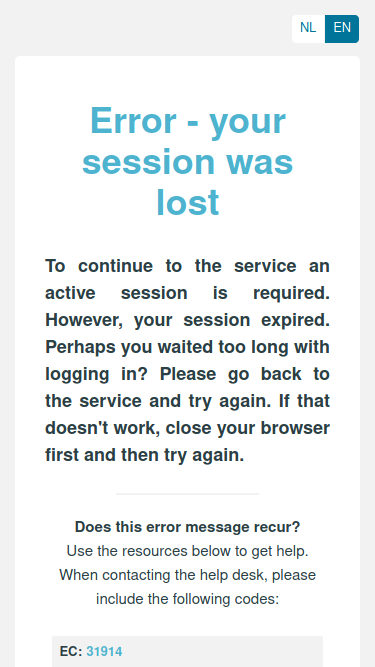 NL EN
Error - your
session was
lost
To continue to the service an
active session is required.
However, your session expired.
Perhaps you waited too long with
logging in? Please go back to
the service and try again. If that
doesn't work, close your browser
first and then try again.
Does this error message recur?
Use the resources below to get help.
When contacting the help desk, please
include the following codes:
EC: 31914